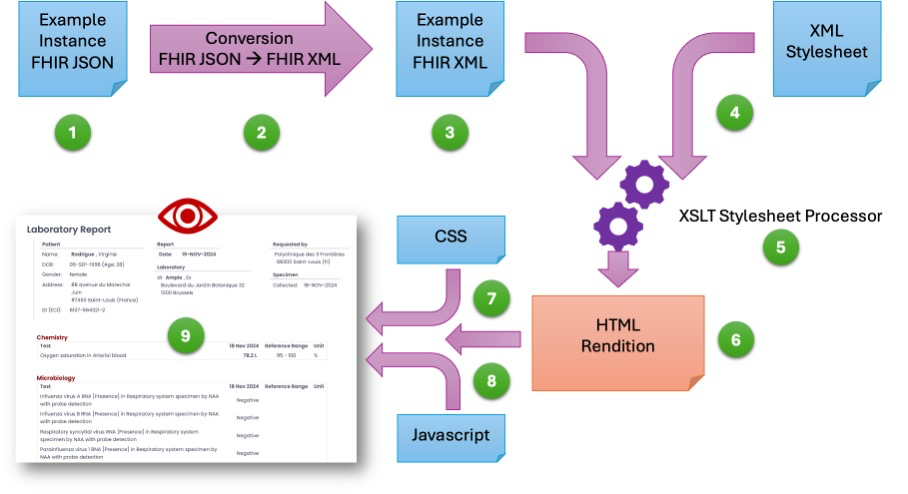 Example
Instance
FHIR JSON
Conversion
FHIR JSON → FHIR XML
Example
Instance
FHIR XML
XML
Stylesheet
1
2
3
4
XSLT Stylesheet Processor
5
CSS
7
HTML
Rendition
6
8
Javascript
9
Laboratory Report
Patient
Name: Rodrigue , Virginie
DOB:
Gender: female
Address: 88 avenue du Marechal
Juin
97490 Saint-Louis (France)
ID (ECI): 6137-564321-2
Report
Date: 19-NOV-2024
Laboratory
dr Ample , Ex
Boulevard du Jardin Botanique 32
1000 Brussels
Requested by
Polyclinique des 3 Frontières
68300 Saint-Louis (fr)
Specimen
Collected: 18-NOV-2024
Chemistry
Test 18 Nov 2024 Reference Range Unit
Oxygen saturation in Arterial blood 78.2 L 95 - 100 %
Microbiology
Test 18 Nov 2024 Reference Range Unit
Influenza virus A RNA [Presence] in Respiratory system specimen by NAA
with probe detection
Negative
Influenza virus B RNA [Presence] in Respiratory system specimen by NAA
with probe detection
Negative
Respiratory syncytial virus RNA [Presence] in Respiratory system
specimen by NAA with probe detection
Negative
Parainfluenza virus 1 RNA [Presence] in Respiratory system specimen by
NAA with probe detection
Negative